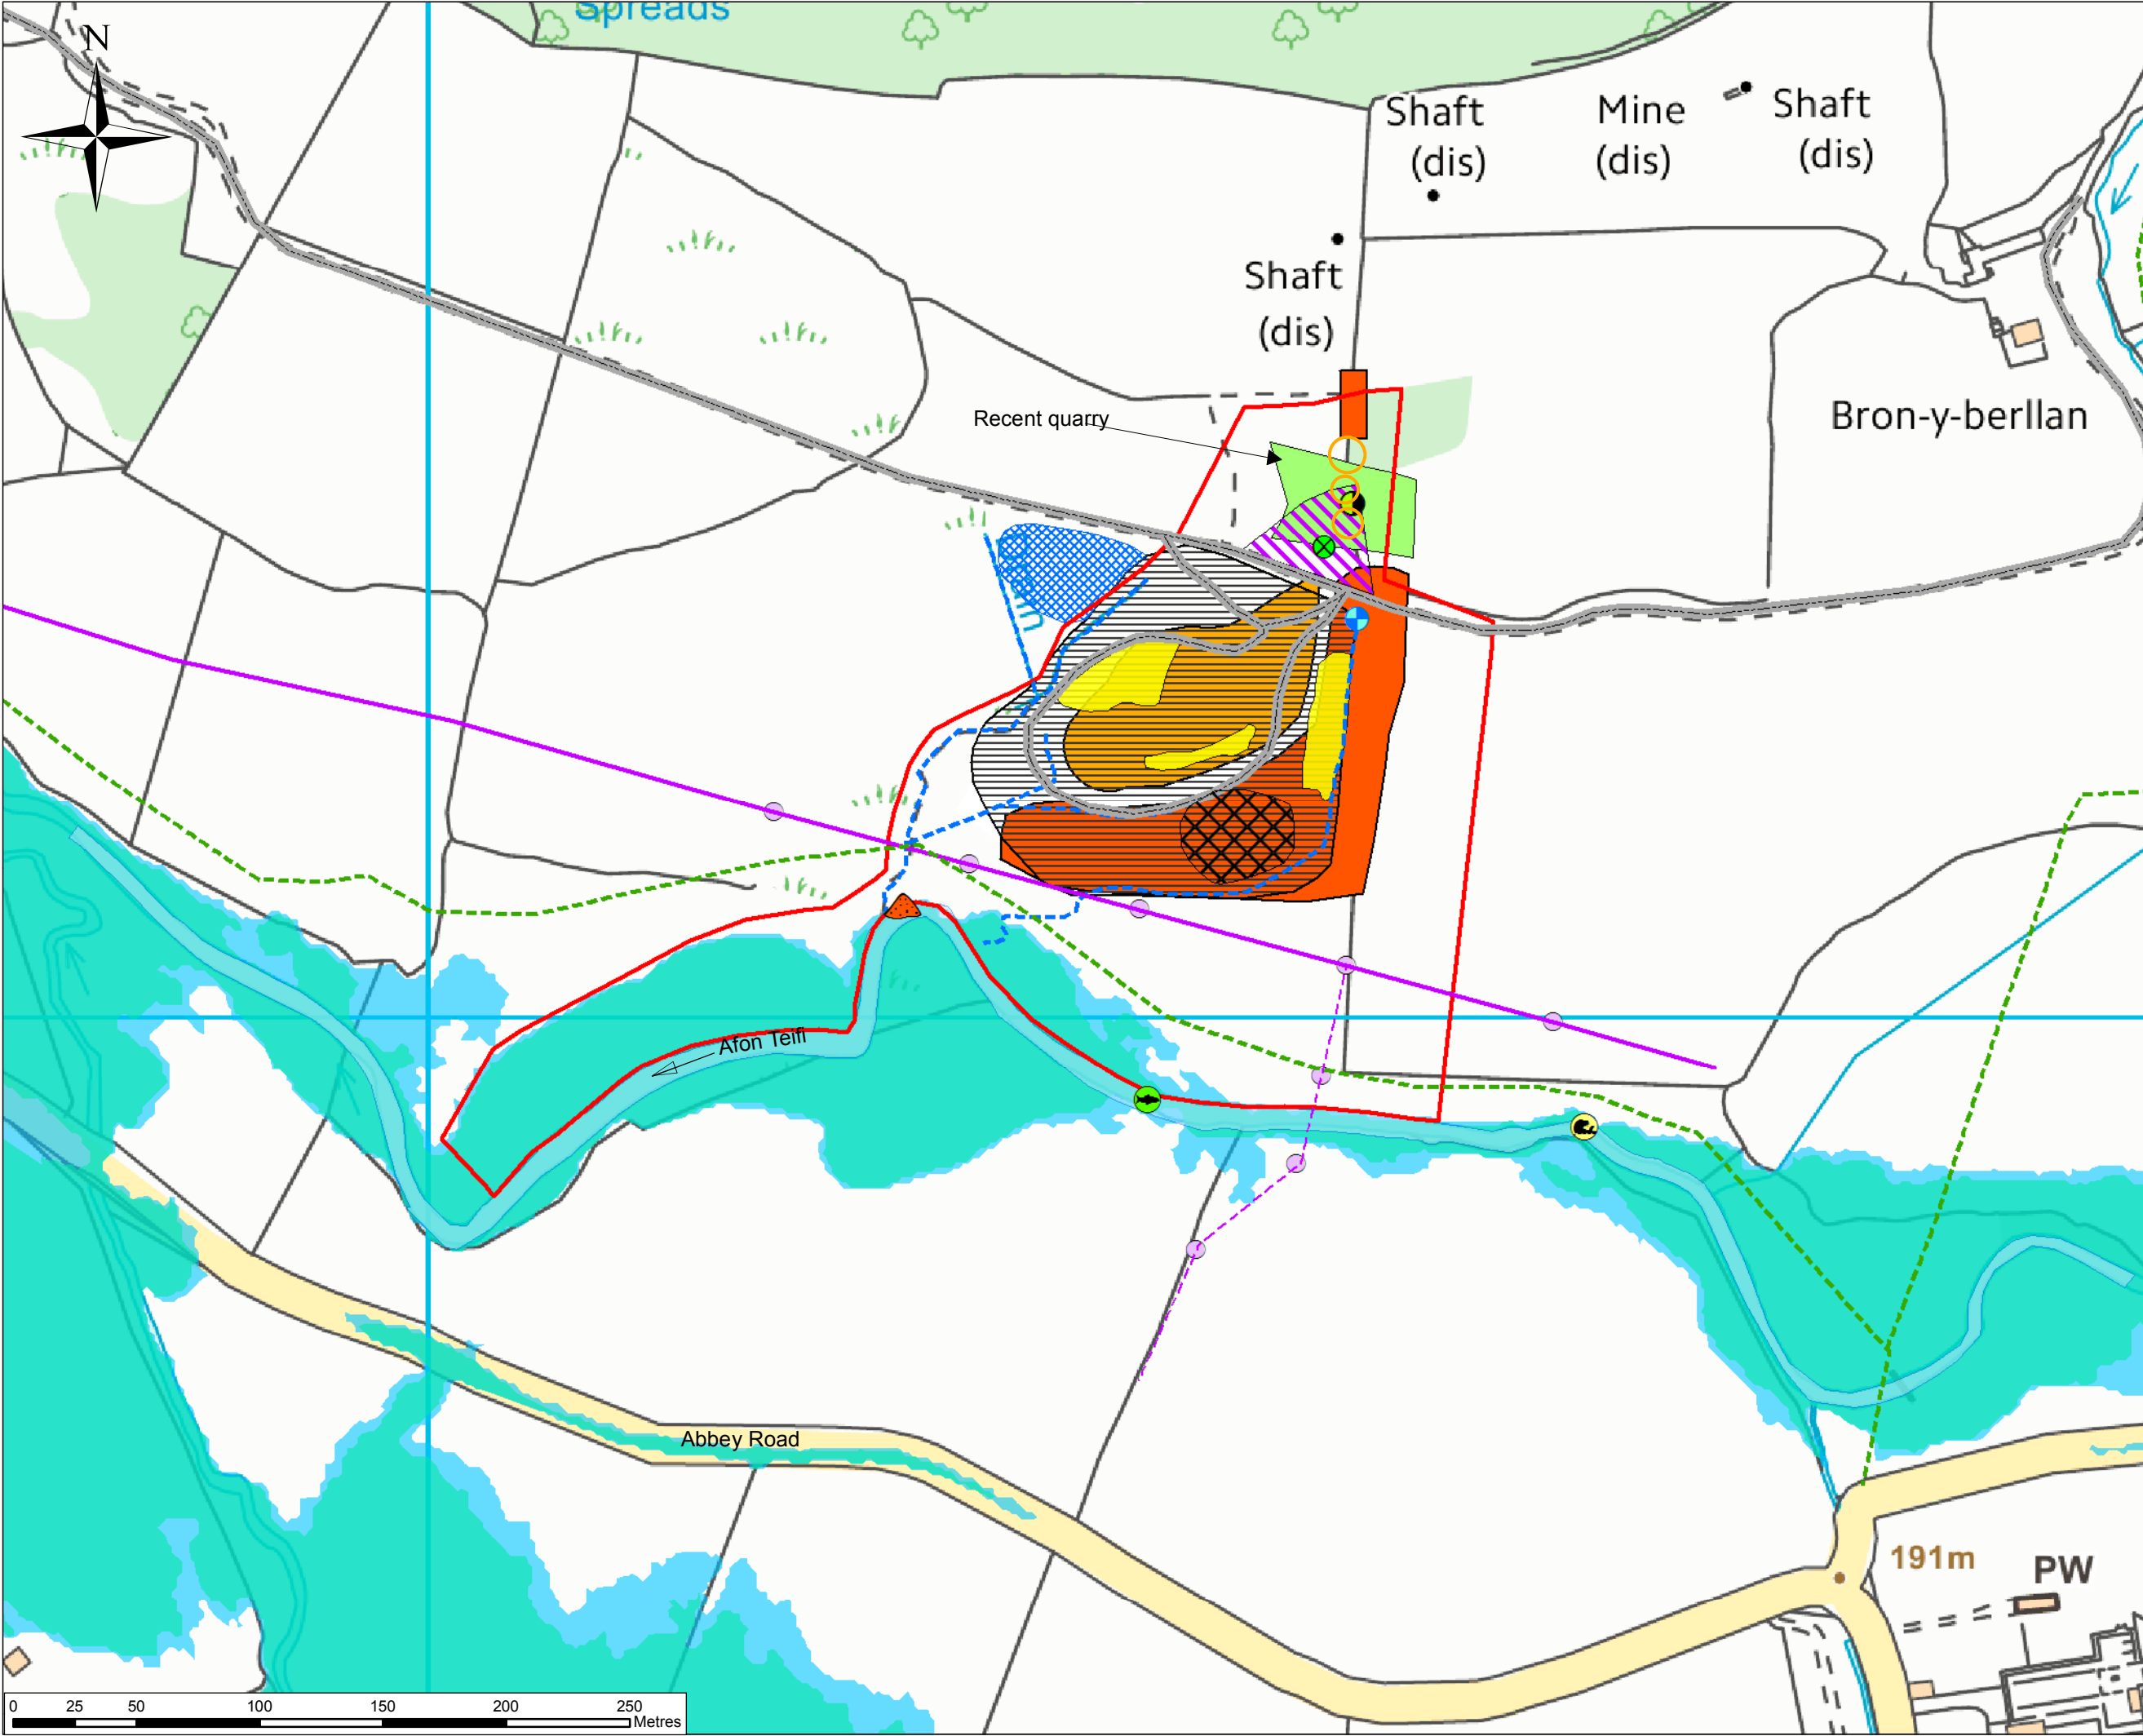 Spreads
N
Shaft
(dis)
Mine
(dis)
Shaft
(dis)
Shaft
(dis)
Recent quarry
Bron-y-berllan
Afon Teifi
Abbey Road
191m
PW
0 25 50 100 150 200 250
Metres